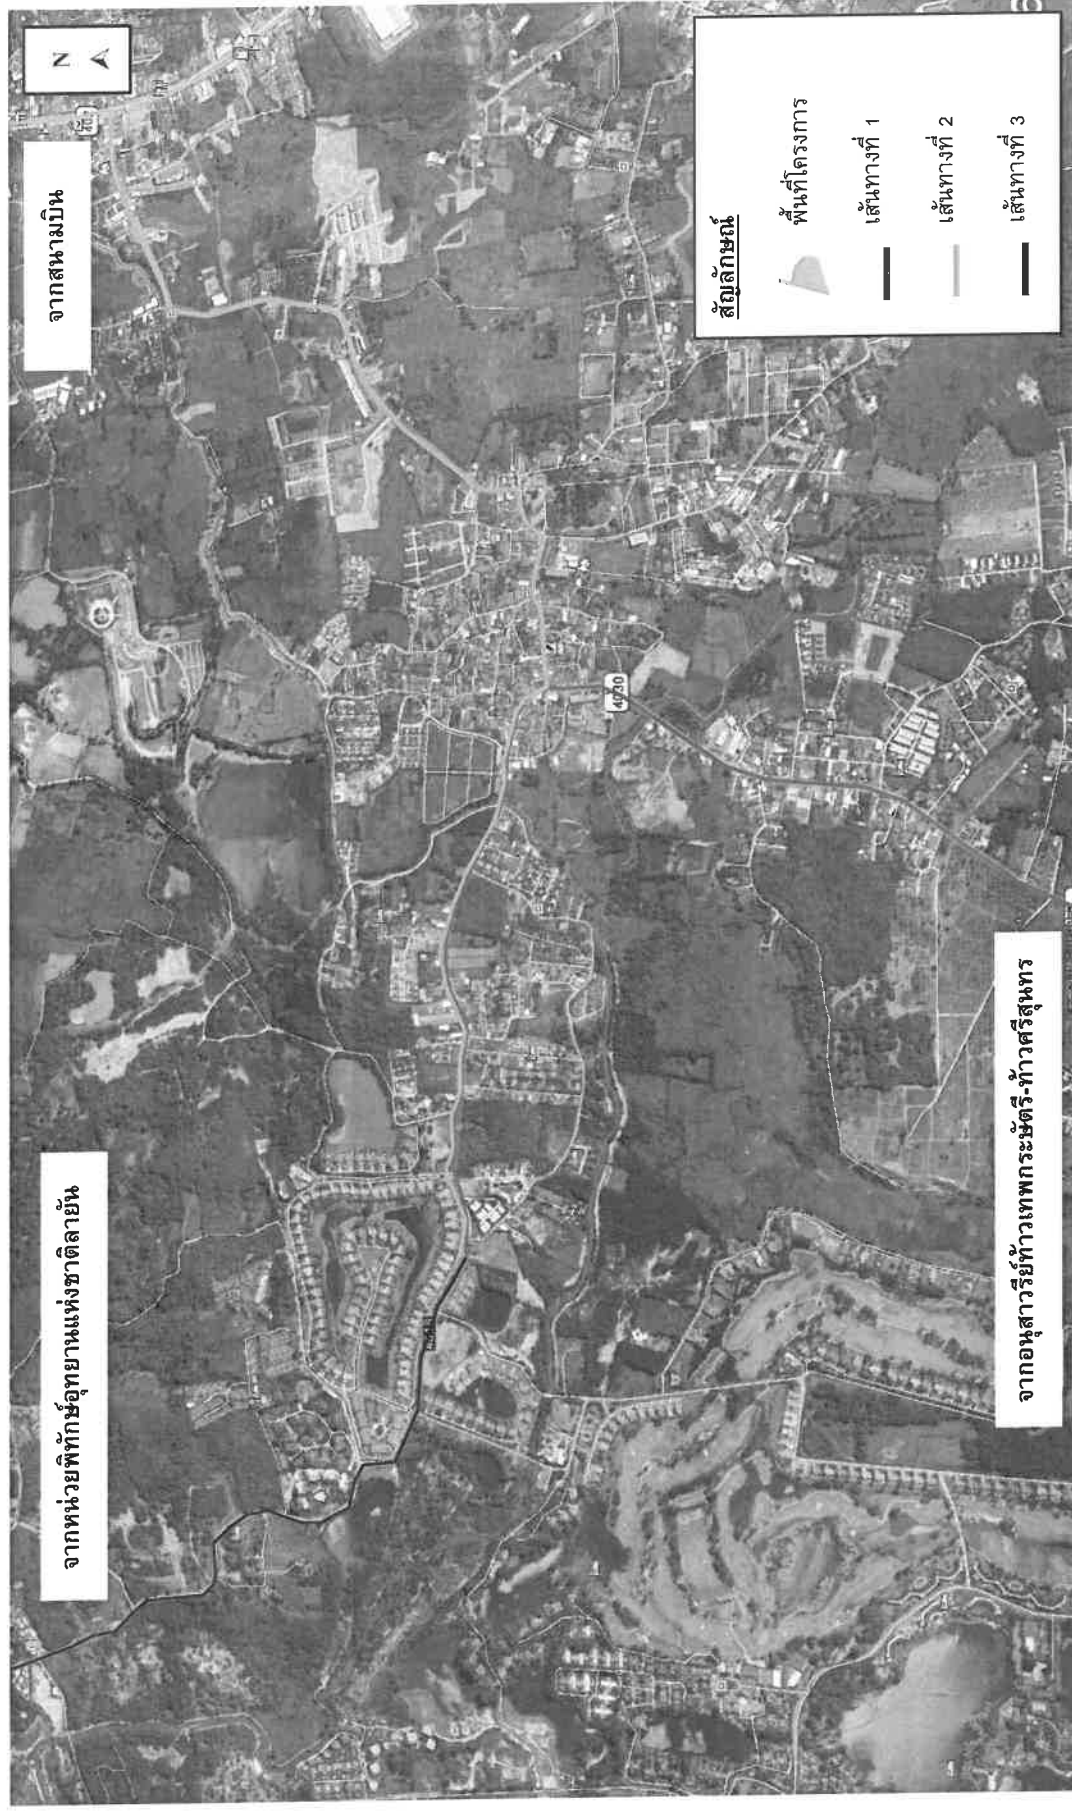 จากหน่วยพิทักษ์อุทยานแห่งชาติลายัน
จากสนามบิน
N
4030
จากอนุสาวรีย์ท้าวเทพกระษัตรี-ท้าวศรีสุนทร
สัญลักษณ์
พื้นที่โครงการ
เส้นทางที่ 1
เส้นทางที่ 2
เส้นทางที่ 3